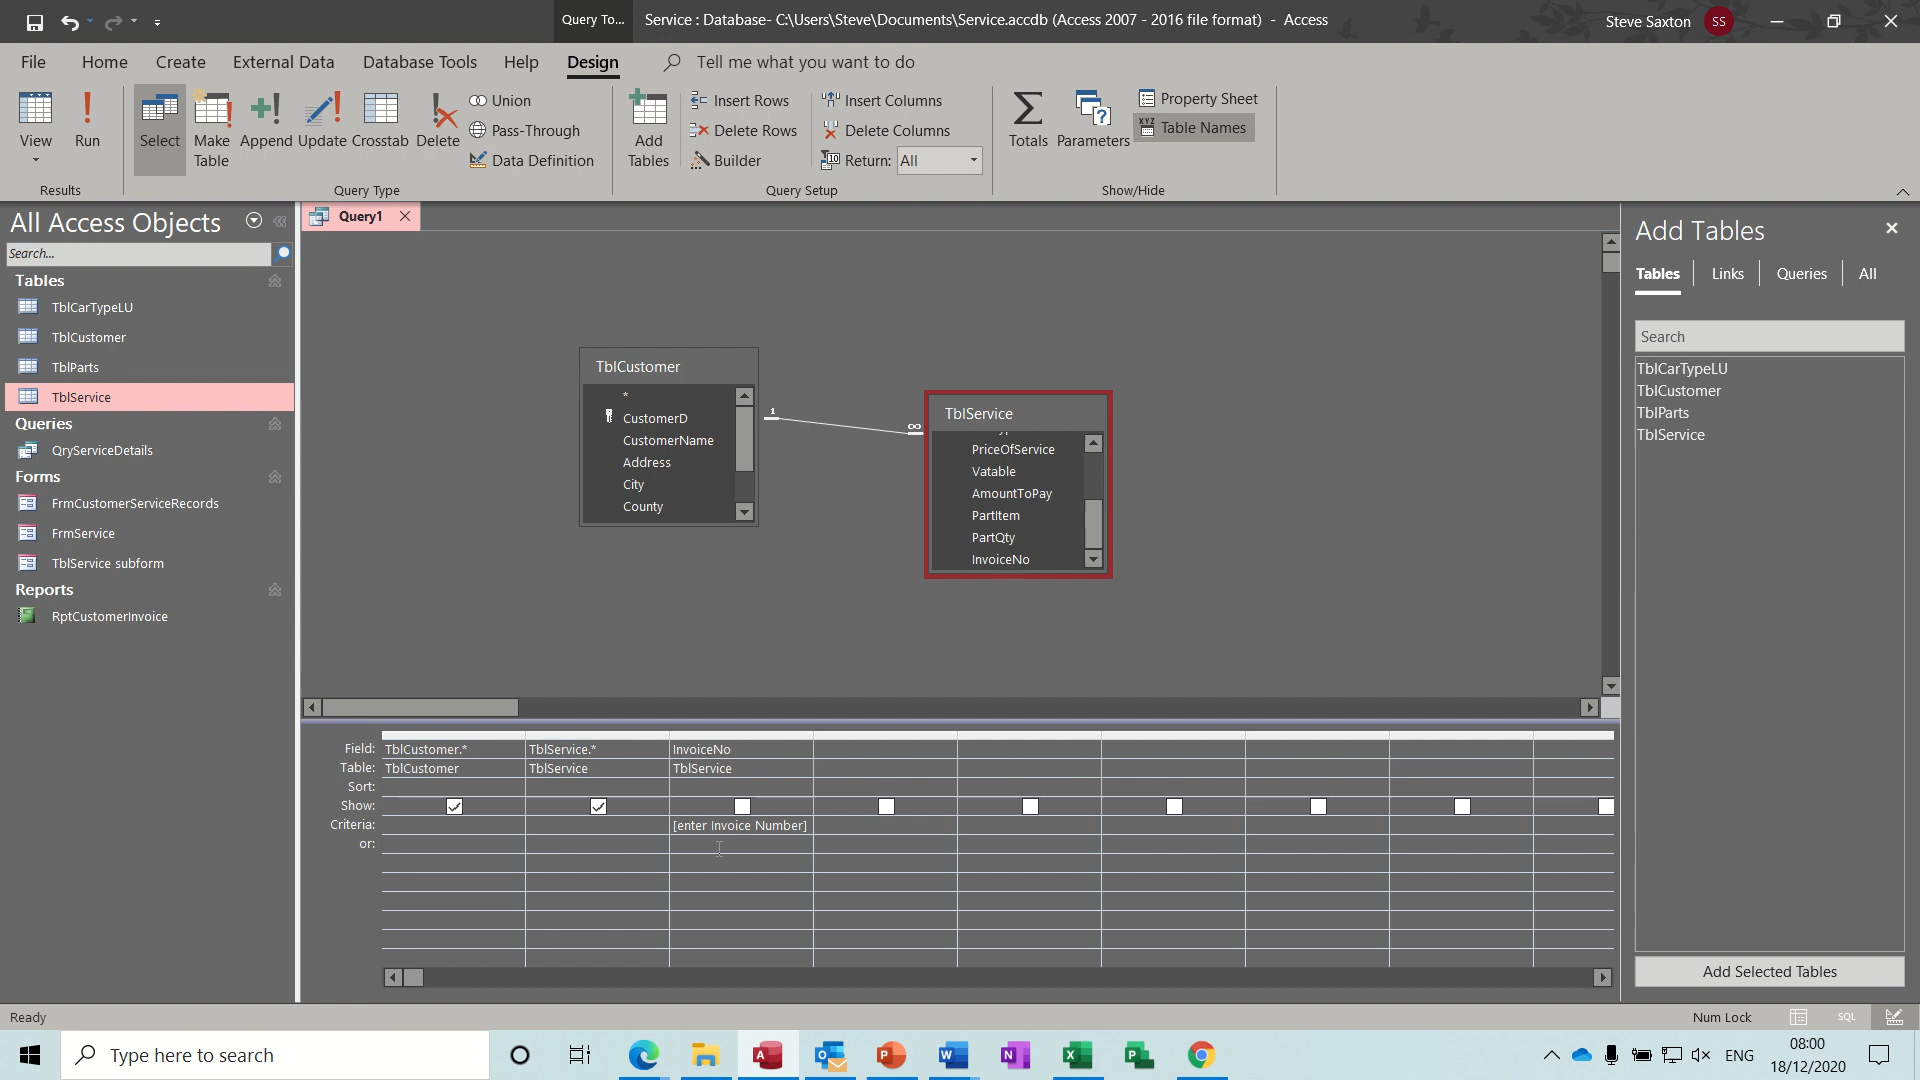 Query To...
Service : Database- C:\Users\Steve\Documents\Service.accdb (Access 2007 - 2016 file format) - Access
Steve Saxton
SS
File
Home
Create
External Data
Database Tools
Help
Design
Tell me what you want to do
View
Run
Select
Make Table
Append
Update
Crosstab
Delete
Union
Pass-Through
Data Definition
Add Tables
Insert Rows
Delete Rows
Builder
Insert Columns
Delete Columns
Return: All
Totals
Parameters
Property Sheet
XYZ Table Names
Results
Query Type
Query Setup
Show/Hide
All Access Objects
Search...
Tables
TblCarTypeLU
TblCustomer
TblParts
TblService
Queries
QryServiceDetails
Forms
FrmCustomerServiceRecords
FrmService
TblService subform
Reports
RptCustomerInvoice
Query1
TblCustomer
*
CustomerD
CustomerName
Address
City
County
1
∞
TblService
PriceOfService
Vatable
AmountToPay
PartItem
PartQty
InvoiceNo
Field: TblCustomer.* TblService.* InvoiceNo
Table: TblCustomer TblService TblService
Sort:
Show:
Criteria: [enter Invoice Number]
or:
Add Tables
Tables
Links
Queries
All
Search
TblCarTypeLU
TblCustomer
TblParts
TblService
Add Selected Tables
Ready
Num Lock
SQL
Type here to search
ENG
08:00
18/12/2020